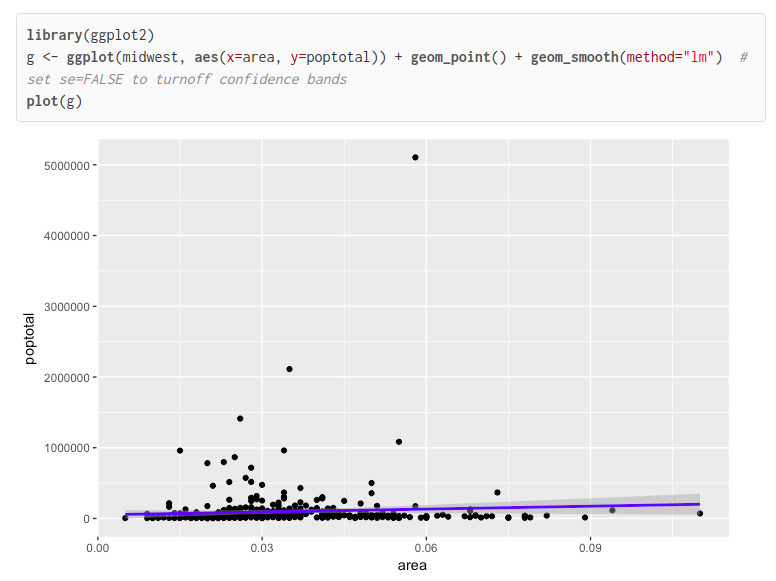 library(ggplot2)
g <- ggplot(midwest, aes(x=area, y=poptotal)) + geom_point() + geom_smooth(method="lm")  #
set se=FALSE to turnoff confidence bands
plot(g)
5000000
4000000
3000000
2000000
1000000
0
poptotal
0.00 0.03 0.06 0.09
area